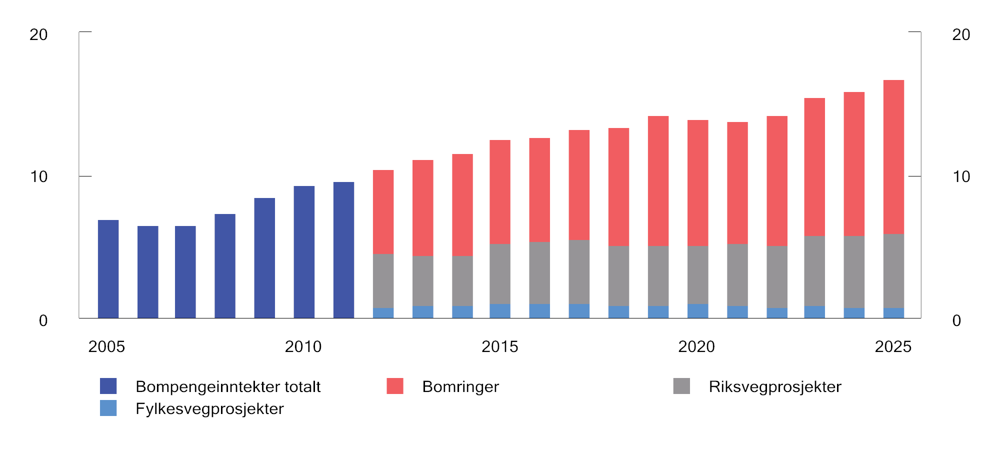 20 20
10 10
0 0
2005 2010 2015 2020 2025
Bompengeinntekter totalt Bomringer Riksvegprosjekter
Fylkesvegprosjekter